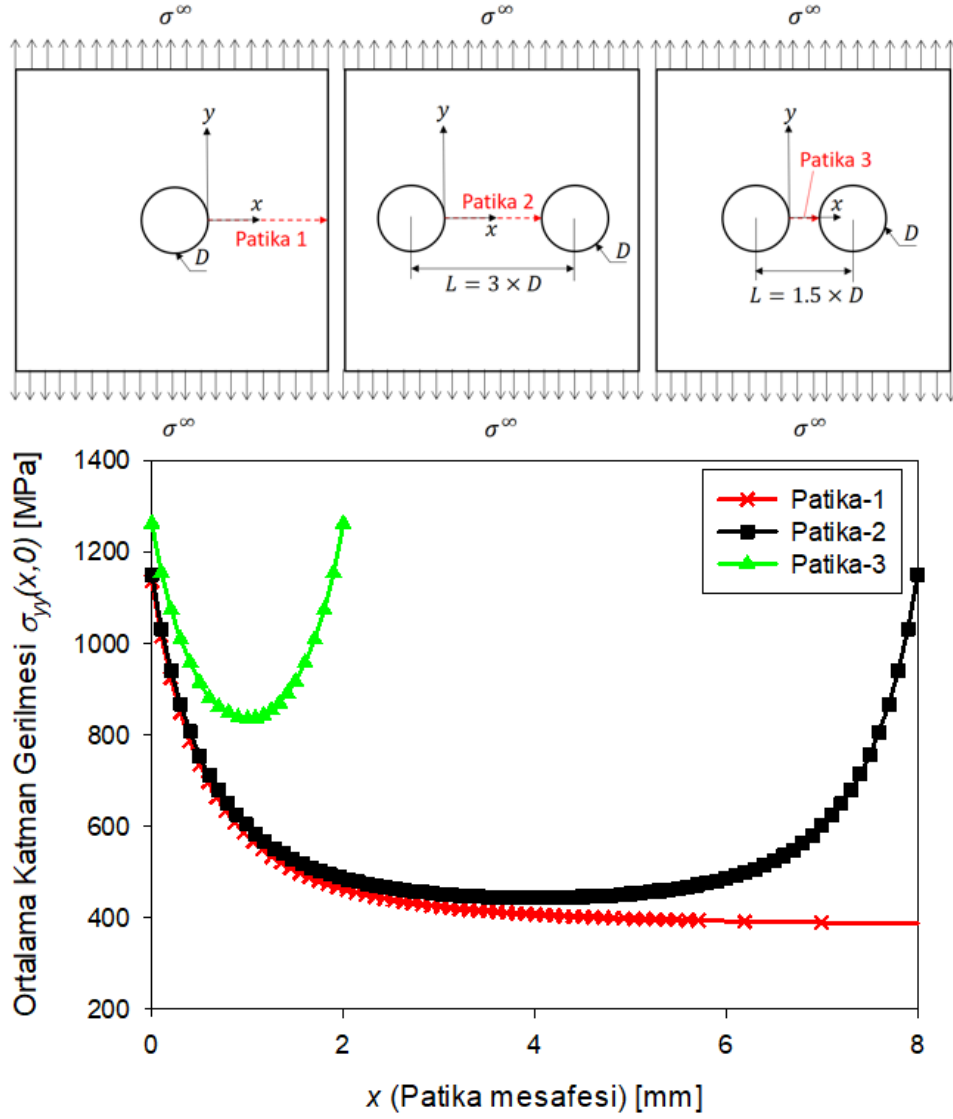 σ∞ σ∞ σ∞
y y y
Patika 3
x Patika 2 x
Patika 1 x
D D D
L = 3 × D L = 1.5 × D
σ∞ σ∞ σ∞
Ortalama Katman Gerilmesi σyy(x,0) [MPa]
1400
1200
1000
800
600
400
200
Patika-1
Patika-2
Patika-3
0 2 4 6 8
x (Patika mesafesi) [mm]